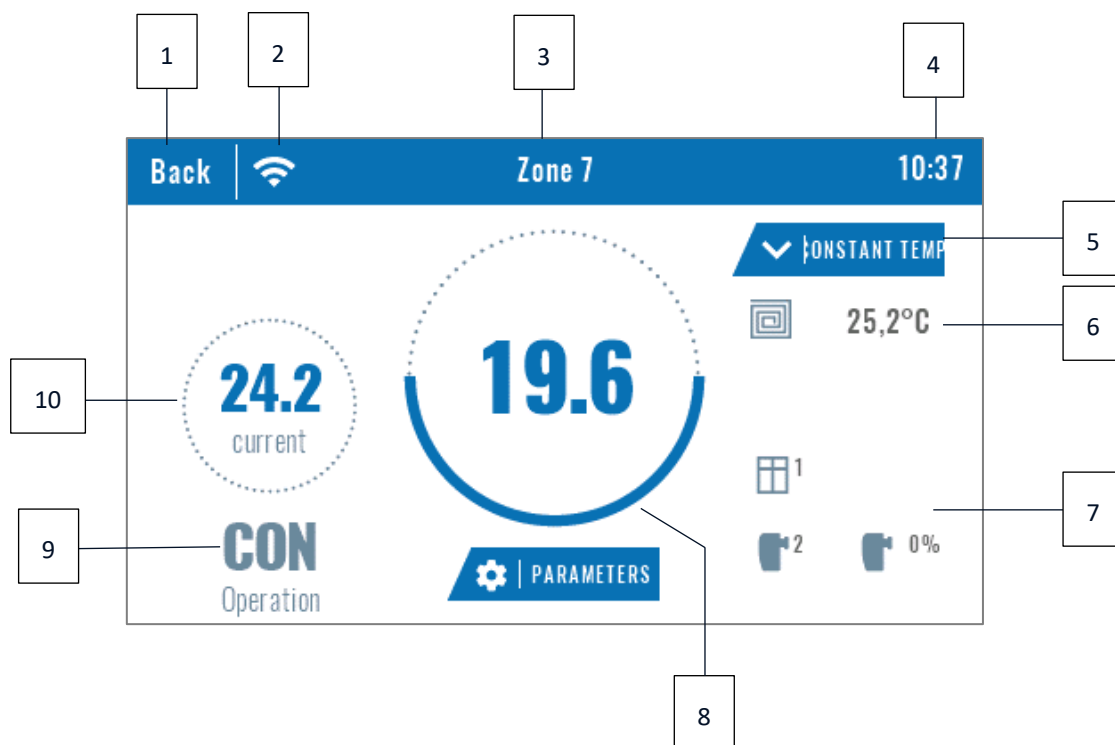 1
2
3
4
Back
Zone 7
10:37
5
CONSTANT TEMP
6
25,2°C
10
24.2
current
19.6
1
7
2
0%
9
CON
Operation
PARAMETERS
8